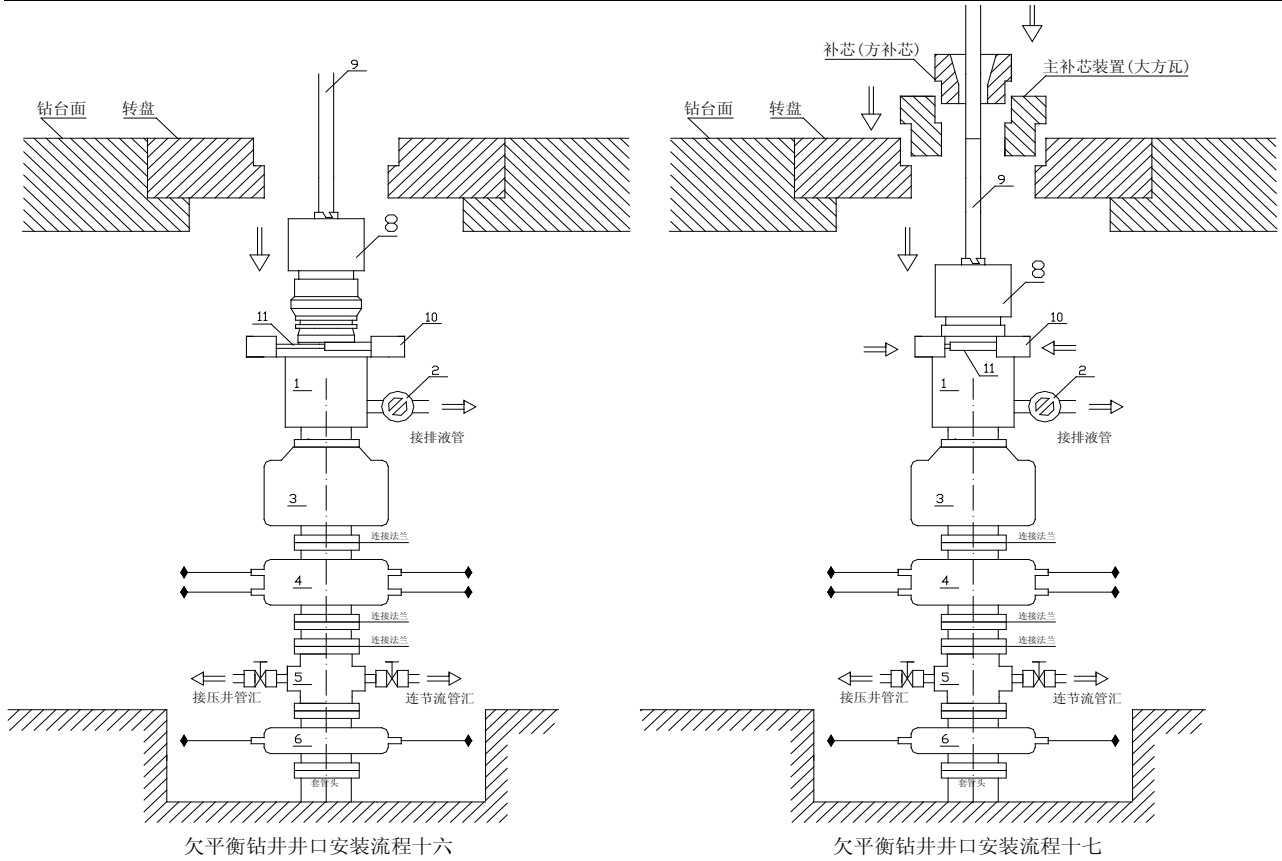 9
钻台面
转盘
8
11
10
1
2
接排液管
3
连接法兰
4
连接法兰
连接法兰
5
接压井管汇
连节流管汇
6
套管头
欠平衡钻井井口安装流程十六
补芯(方补芯)
主补芯装置(大方瓦)
钻台面
转盘
9
8
10
11
1
2
接排液管
3
连接法兰
4
连接法兰
连接法兰
5
接压井管汇
连节流管汇
6
套管头
欠平衡钻井井口安装流程十七